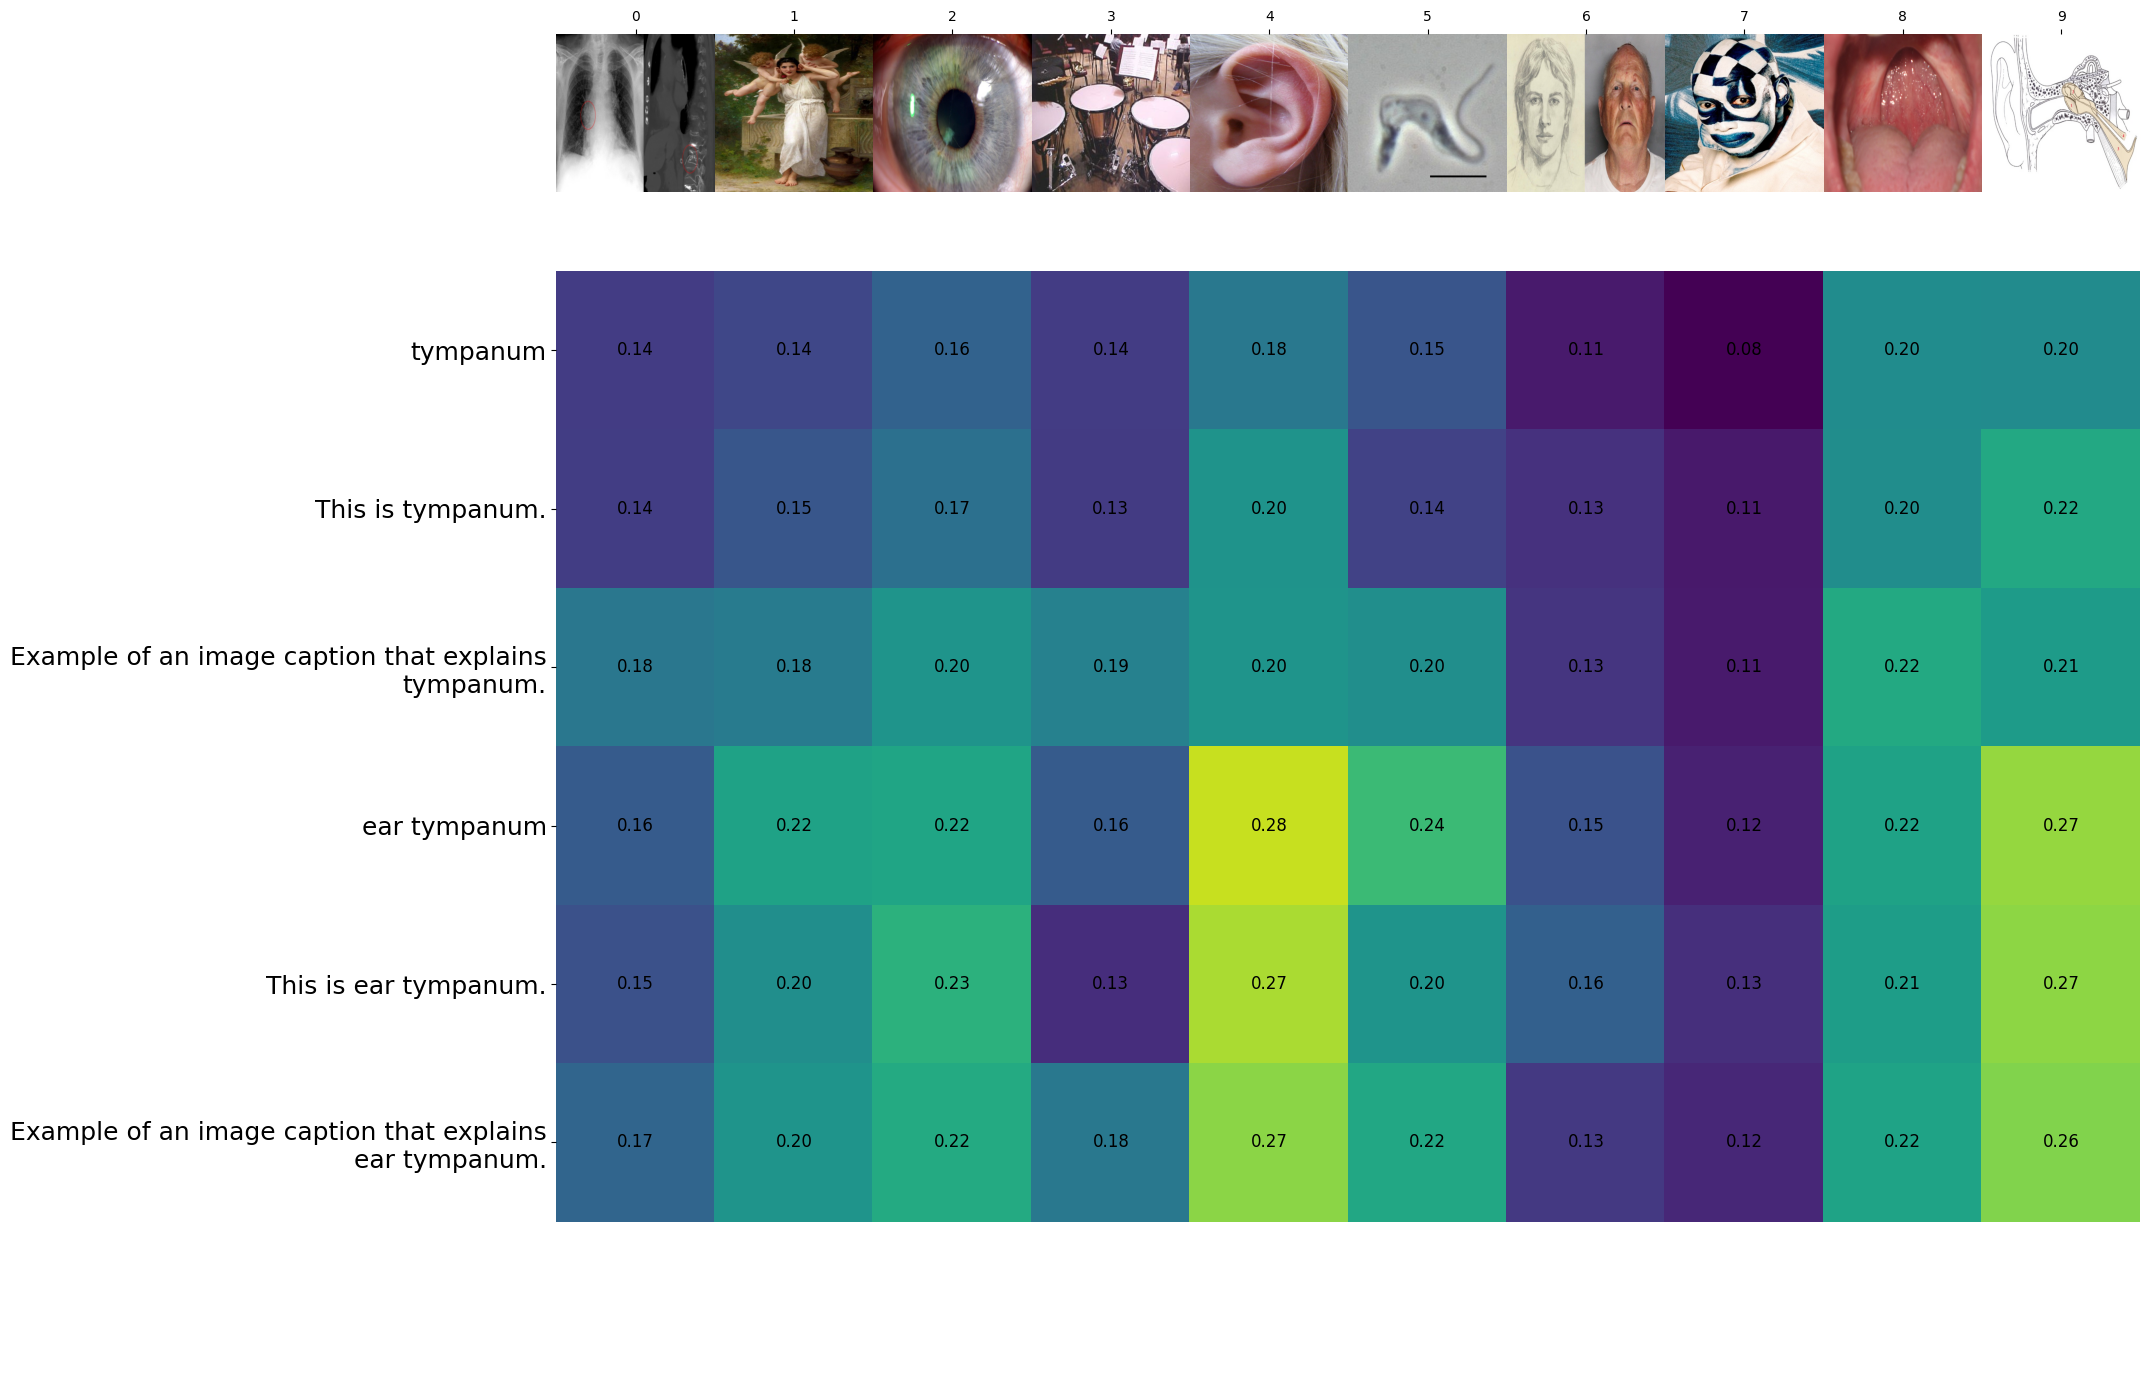 0 1 2 3 4 5 6 7 8 9
tympanum 0.14 0.14 0.16 0.14 0.18 0.15 0.11 0.08 0.20 0.20
This is tympanum. 0.14 0.15 0.17 0.13 0.20 0.14 0.13 0.11 0.20 0.22
Example of an image caption that explains
tympanum. 0.18 0.18 0.20 0.19 0.20 0.20 0.13 0.11 0.22 0.21
ear tympanum 0.16 0.22 0.22 0.16 0.28 0.24 0.15 0.12 0.22 0.27
This is ear tympanum. 0.15 0.20 0.23 0.13 0.27 0.20 0.16 0.13 0.21 0.27
Example of an image caption that explains
ear tympanum. 0.17 0.20 0.22 0.18 0.27 0.22 0.13 0.12 0.22 0.26